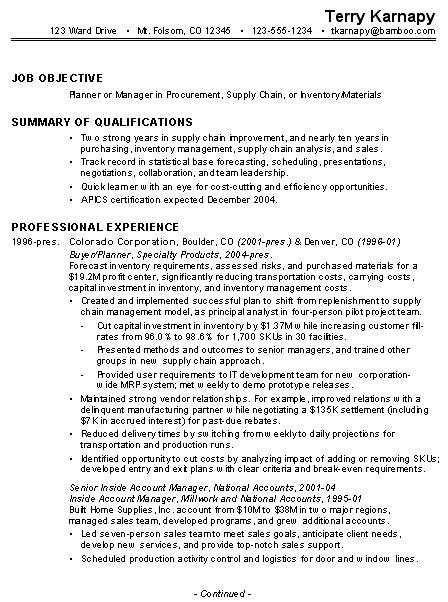 Terry Karnapy
123 Ward Drive • Mt. Folsom, CO 12345 • 123-555-1234 • tkarnapy@bamboo.com
JOB OBJECTIVE
Planner or Manager in Procurement, Supply Chain, or Inventory/Materials
SUMMARY OF QUALIFICATIONS
• Two strong years in supply chain improvement, and nearly ten years in
purchasing, inventory management, supply chain analysis, and sales.
• Track record in statistical base forecasting, scheduling, presentations,
negotiations, collaboration, and team leadership.
• Quick learner with an eye for cost-cutting and efficiency opportunities.
• APICS certification expected December 2004.
PROFESSIONAL EXPERIENCE
1996-pres. Colorado Corporation, Boulder, CO (2001-pres.) & Denver, CO (1996-01)
Buyer/Planner, Specialty Products, 2004-pres.
Forecast inventory requirements, assessed risks, and purchased materials for a
$19.2M profit center, significantly reducing transportation costs, carrying costs,
capital investment in inventory, and inventory management costs.
• Created and implemented successful plan to shift from replenishment to supply
chain management model, as principal analyst in four-person pilot project team.
- Cut capital investment in inventory by $1.37M while increasing customer fill-
rates from 96.0% to 98.6% for 1,700 SKUs in 30 facilities.
- Presented methods and outcomes to senior managers, and trained other
groups in new supply chain approach.
- Provided user requirements to IT development team for new corporation-
wide MRP system; met weekly to demo prototype releases.
• Maintained strong vendor relationships. For example, improved relations with a
delinquent manufacturing partner while negotiating a $135K settlement (including
$7K in accrued interest) for past-due rebates.
• Reduced delivery times by switching from weekly to daily projections for
transportation and production runs.
• Identified opportunity to cut costs by analyzing impact of adding or removing SKUs;
developed entry and exit plans with clear criteria and break-even requirements.
Senior Inside Account Manager, National Accounts, 2001-04
Inside Account Manager, Millwork and National Accounts, 1995-01
Built Home Supplies, Inc. account from $10M to $38M in two major regions,
managed sales team, developed programs, and grew additional accounts.
• Led seven-person sales team to meet sales goals, anticipate client needs,
develop new services, and provide top-notch sales support.
• Scheduled production activity control and logistics for door and window lines.
- Continued -